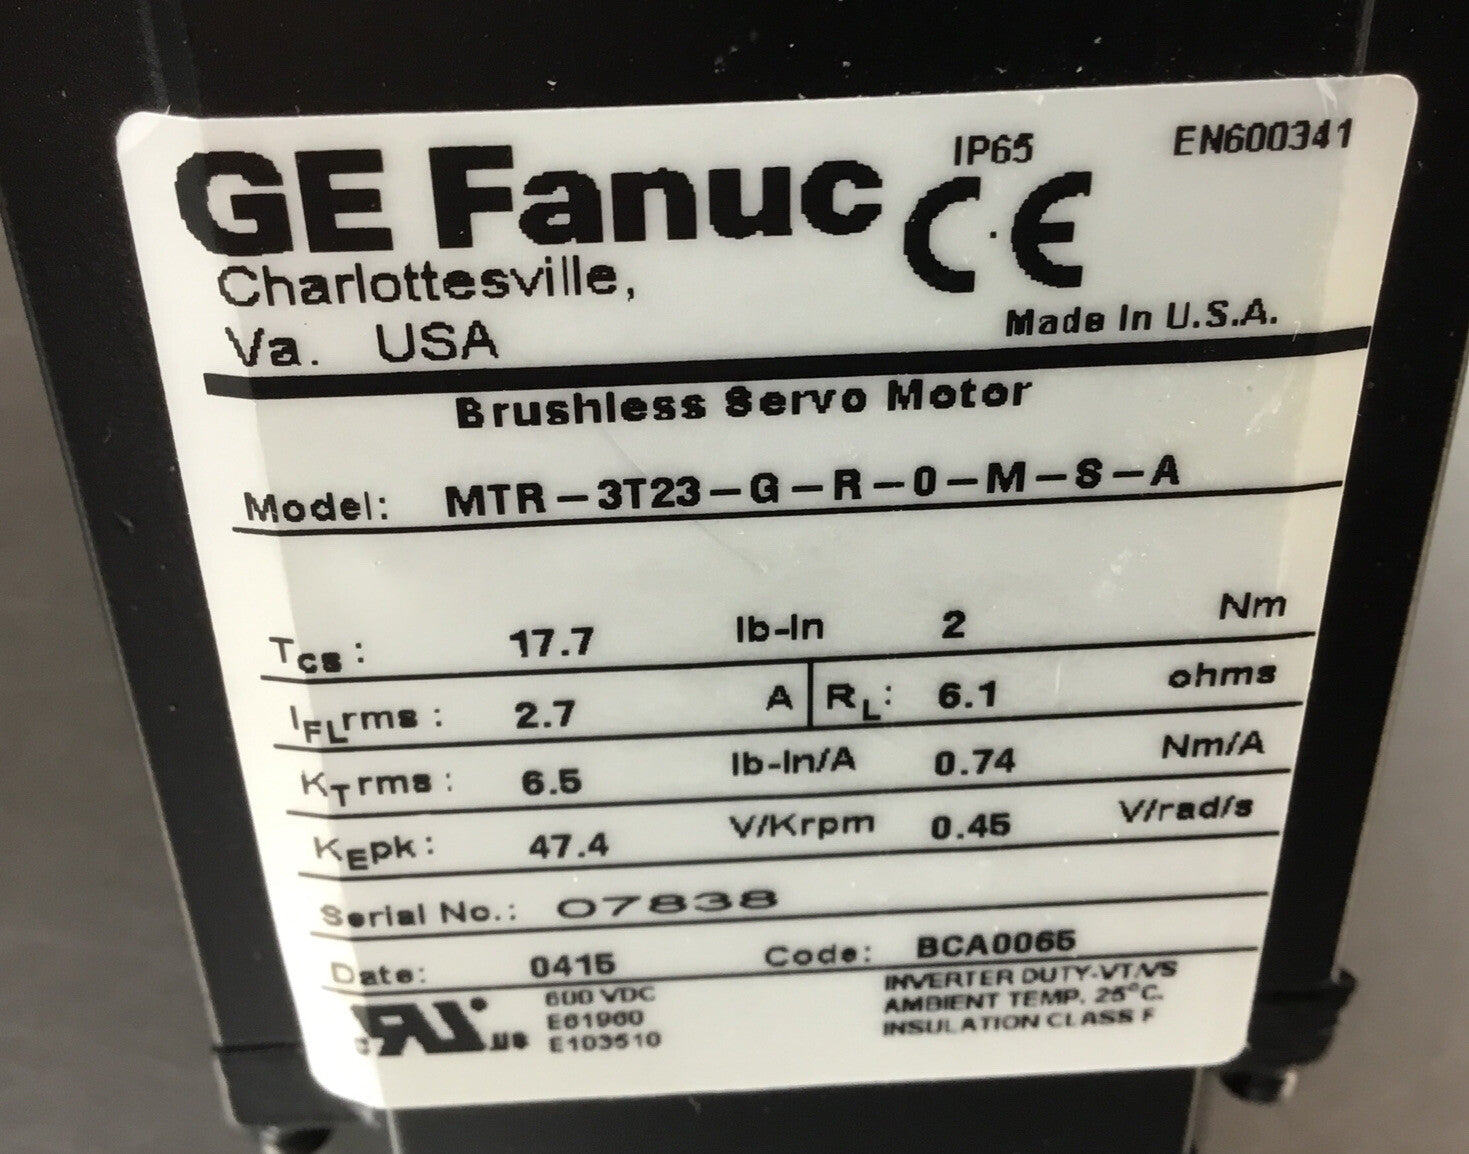 IP65 EN600341
GE Fanuc CE
Charlottesville,
Va. USA
Made In U.S.A.
Brushless Servo Motor
Model: MTR-3T23-G-R-0-M-S-A
TCS: 17.7 lb-In 2 Nm
IFLrms: 2.7 A RL: 6.1 ohms
KTrms: 6.5 lb-In/A 0.74 Nm/A
KEpk: 47.4 V/Krpm 0.45 V/rad/s
Serial No.: 07838
Date: 0415 Code: BCA0065
c RU us
600 VDC
E61960
E103510
INVERTER DUTY-VT/VS
AMBIENT TEMP. 25°C.
INSULATION CLASS F